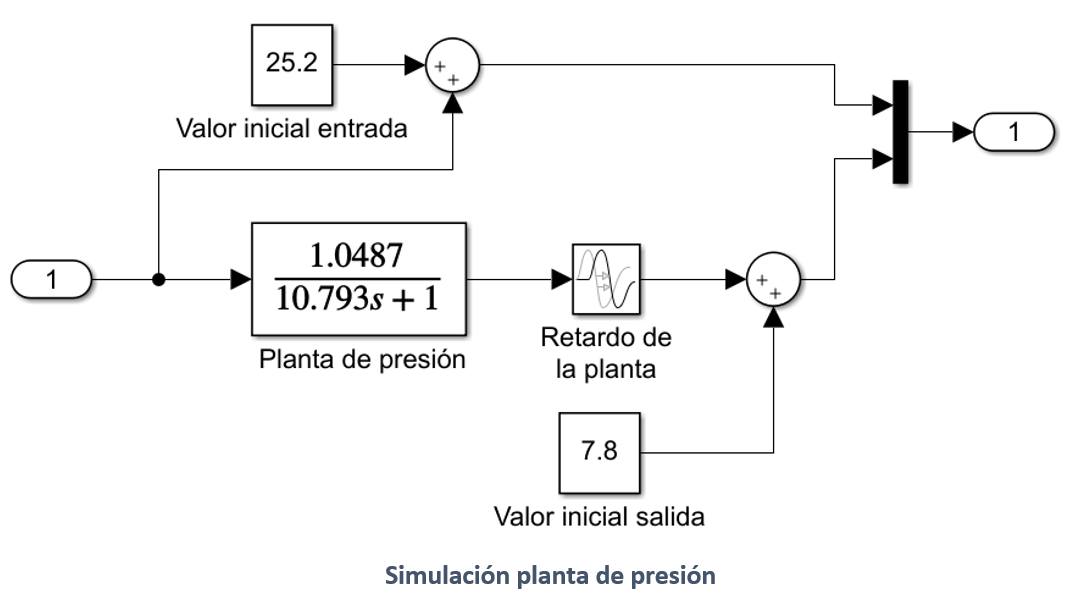 25.2
+
+
Valor inicial entrada
1
1
1.0487
10.793s + 1
Planta de presión
Retardo de
la planta
+
+
7.8
Valor inicial salida
Simulación planta de presión